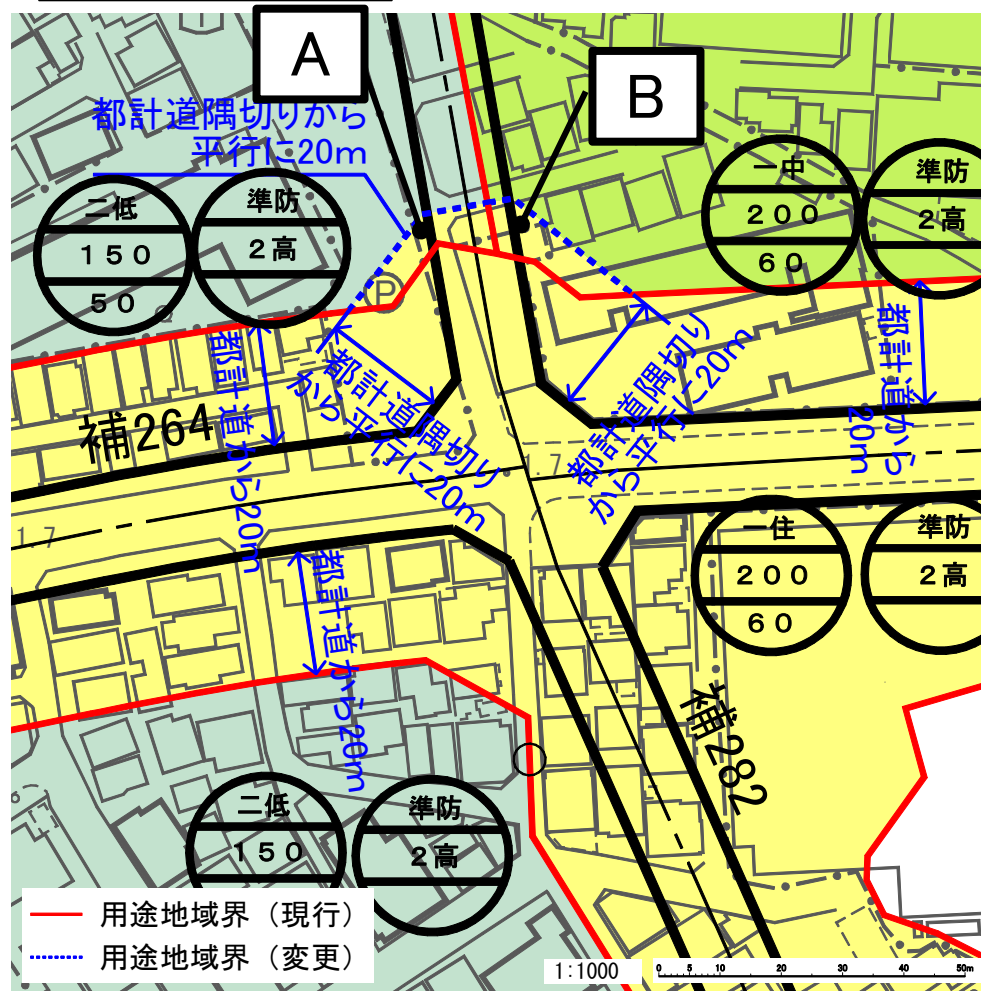 A
B
都計道隅切りから
平行に20m
二低
150
50
準防
2高
一中
200
60
準防
2高
P
都計道から20m
都計道隅切り
から平行に20m
都計道隅切り
から平行に20m
都計道から
20m
補264
1.7
1.7
都計道から20m
一住
200
60
準防
2高
補282
二低
150
準防
2高
用途地域界（現行）
用途地域界（変更）
1:1000
0 5 10 20 30 40 50m